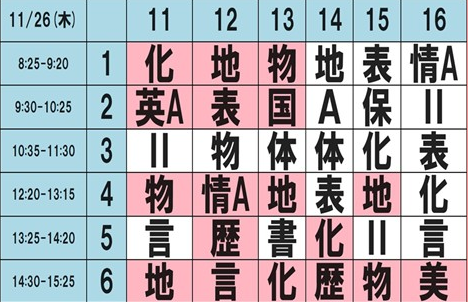 11/26(木) 11 12 13 14 15 16
8:25-9:20 1 化 地 物 地 表 情A
9:30-10:25 2 英A 表 国 A 保 II
10:35-11:30 3 II 物 体 体 化 表
12:20-13:15 4 物 情A 地 表 地 化
13:25-14:20 5 言 歴 書 化 II 言
14:30-15:25 6 地 言 化 歴 物 美